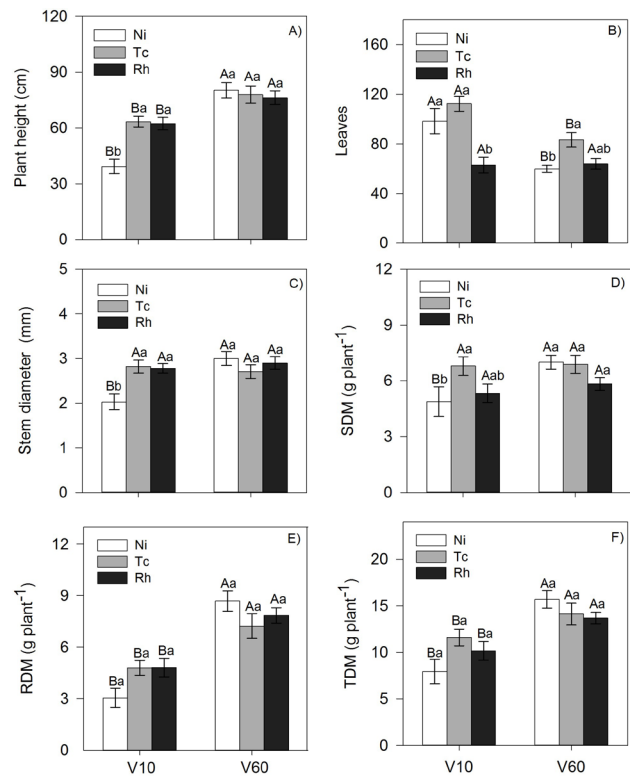 A)
Ni
Tc
Rh
Plant height (cm)
120
90
60
30
0
Bb Ba Ba Aa Aa Aa
B)
Ni
Tc
Rh
Leaves
160
120
80
40
0
Aa Aa Ab Bb Ba Aab
C)
Ni
Tc
Rh
Stem diameter (mm)
5
4
3
2
1
0
Bb Aa Aa Aa Aa Aa
D)
Ni
Tc
Rh
SDM (g plant⁻¹)
12
9
6
3
0
Bb Aa Aab Aa Aa Aa
E)
Ni
Tc
Rh
RDM (g plant⁻¹)
12
9
6
3
0
Ba Ba Ba Aa Aa Aa
V10 V60
F)
Ni
Tc
Rh
TDM (g plant⁻¹)
20
15
10
5
0
Ba Ba Ba Aa Aa Aa
V10 V60